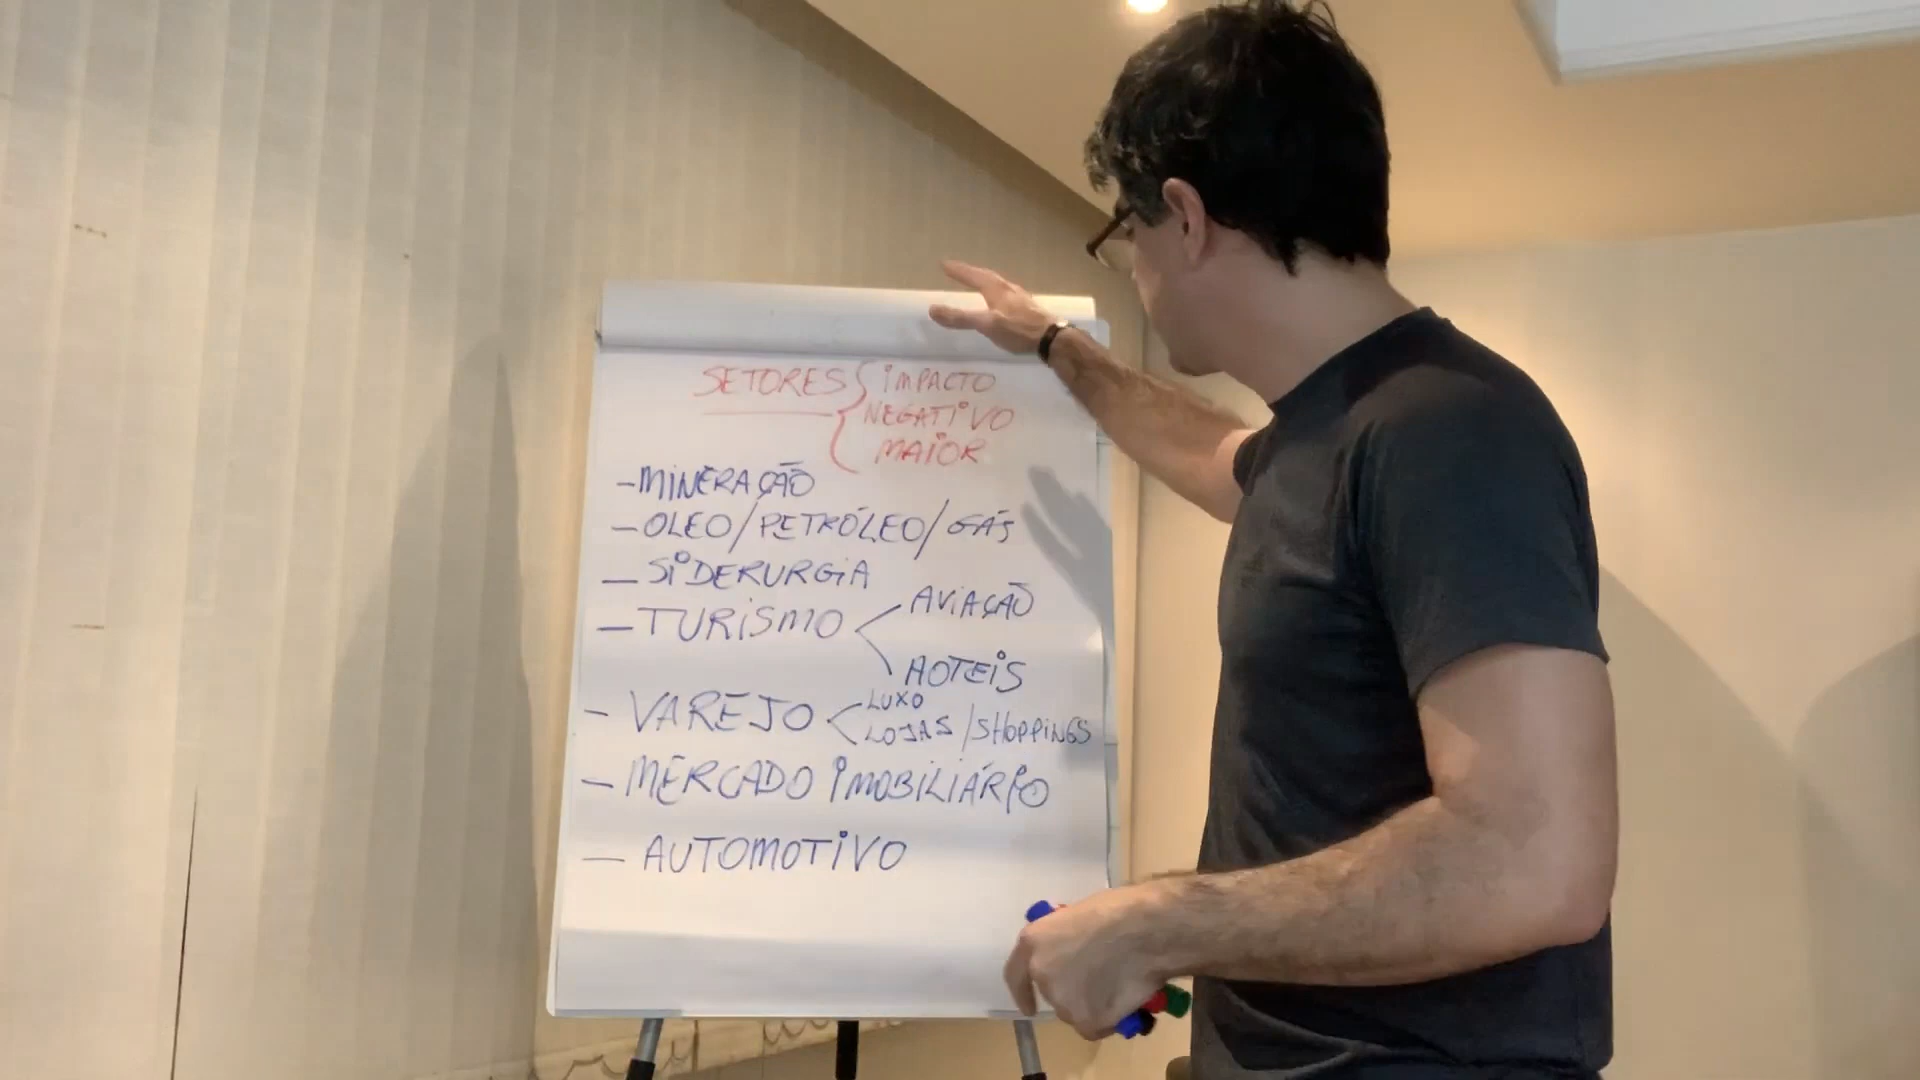 SETORES { IMPACTO
NEGATIVO
MAIOR
- MINERAÇÃO
- OLEO/PETRÓLEO/GÁS
- SIDERURGIA
- TURISMO < AVIAÇÃO
HOTEIS
- VAREJO < LUXO
LOJAS/SHOPPINGS
- MERCADO IMOBILIÁRIO
- AUTOMOTIVO